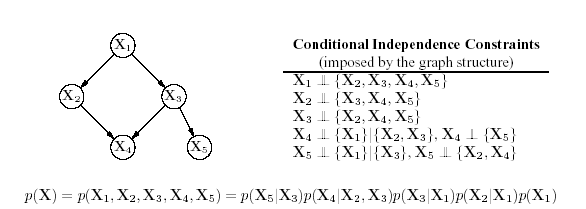 X₁
Conditional Independence Constraints
(imposed by the graph structure)
X₁ ⫫ {X₂, X₃, X₄, X₅}
X₂
X₃
X₂ ⫫ {X₃, X₄, X₅}
X₃ ⫫ {X₂, X₄, X₅}
X₄ ⫫ {X₁}|{X₂, X₃}, X₄ ⫫ {X₅}
X₄
X₅
X₅ ⫫ {X₁}|{X₃}, X₅ ⫫ {X₂, X₄}
p(X) = p(X₁, X₂, X₃, X₄, X₅) = p(X₅|X₃)p(X₄|X₂, X₃)p(X₃|X₁)p(X₂|X₁)p(X₁)